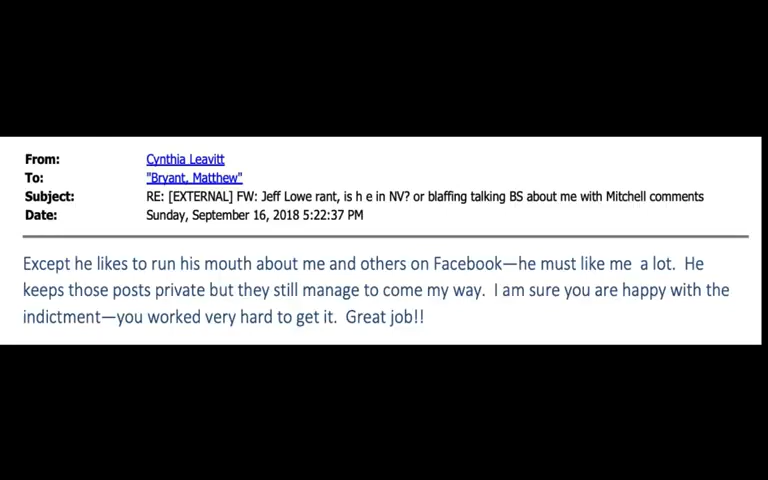 From: Cynthia Leavitt
To: "Bryant, Matthew"
Subject: RE: [EXTERNAL] FW: Jeff Lowe rant, is h e in NV? or blaffing talking BS about me with Mitchell comments
Date: Sunday, September 16, 2018 5:22:37 PM
Except he likes to run his mouth about me and others on Facebook—he must like me a lot. He
keeps those posts private but they still manage to come my way. I am sure you are happy with the
indictment—you worked very hard to get it. Great job!!